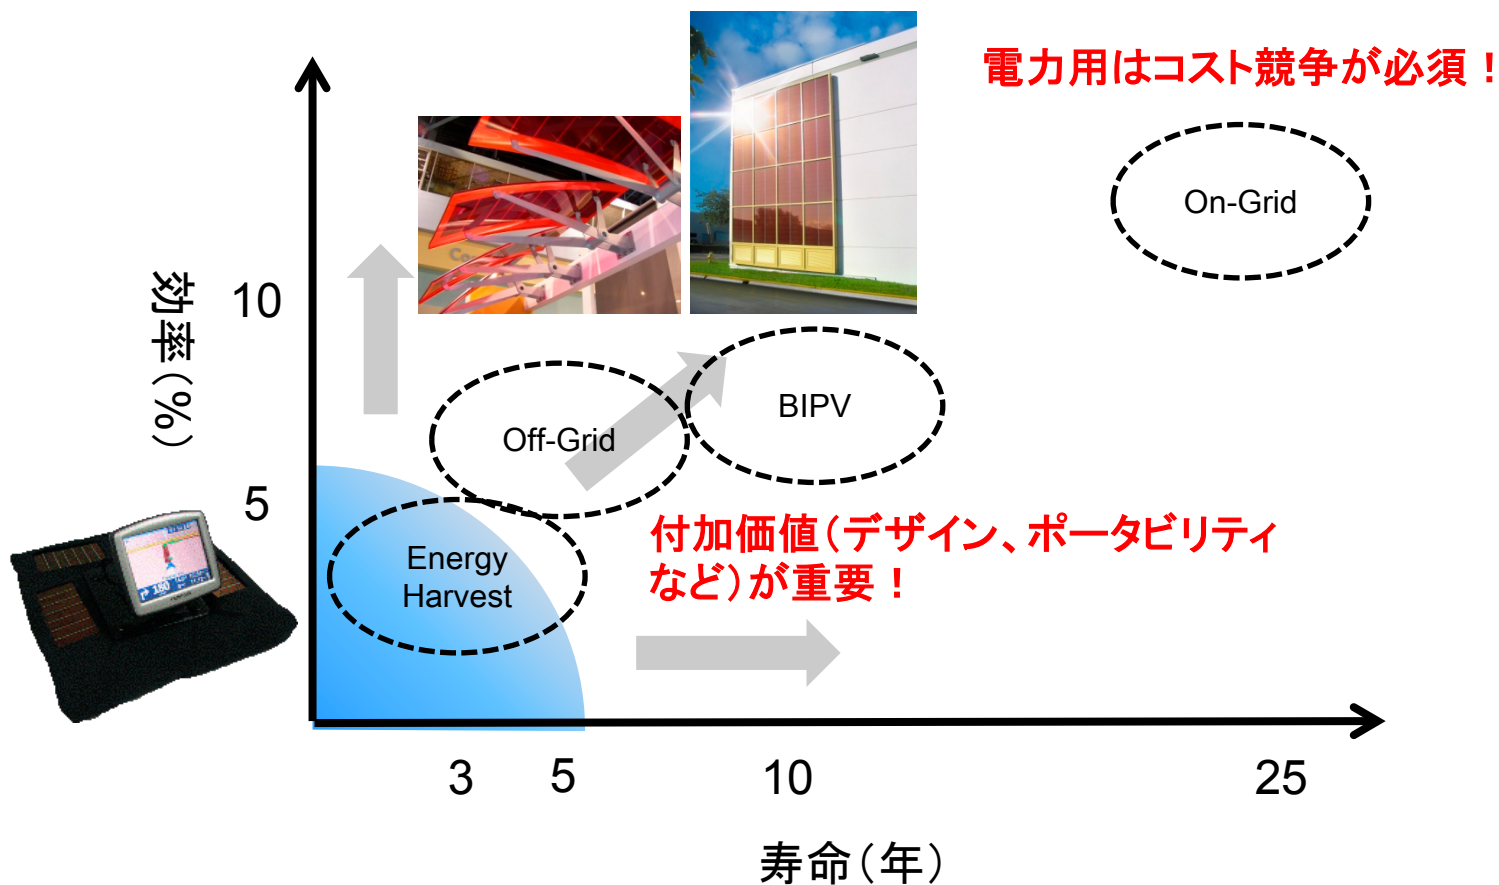 電力用はコスト競争が必須！
On-Grid
効率（％）
10
BIPV
Off-Grid
5
付加価値（デザイン、ポータビリティ
など）が重要！
Energy
Harvest
3
5
10
25
寿命（年）